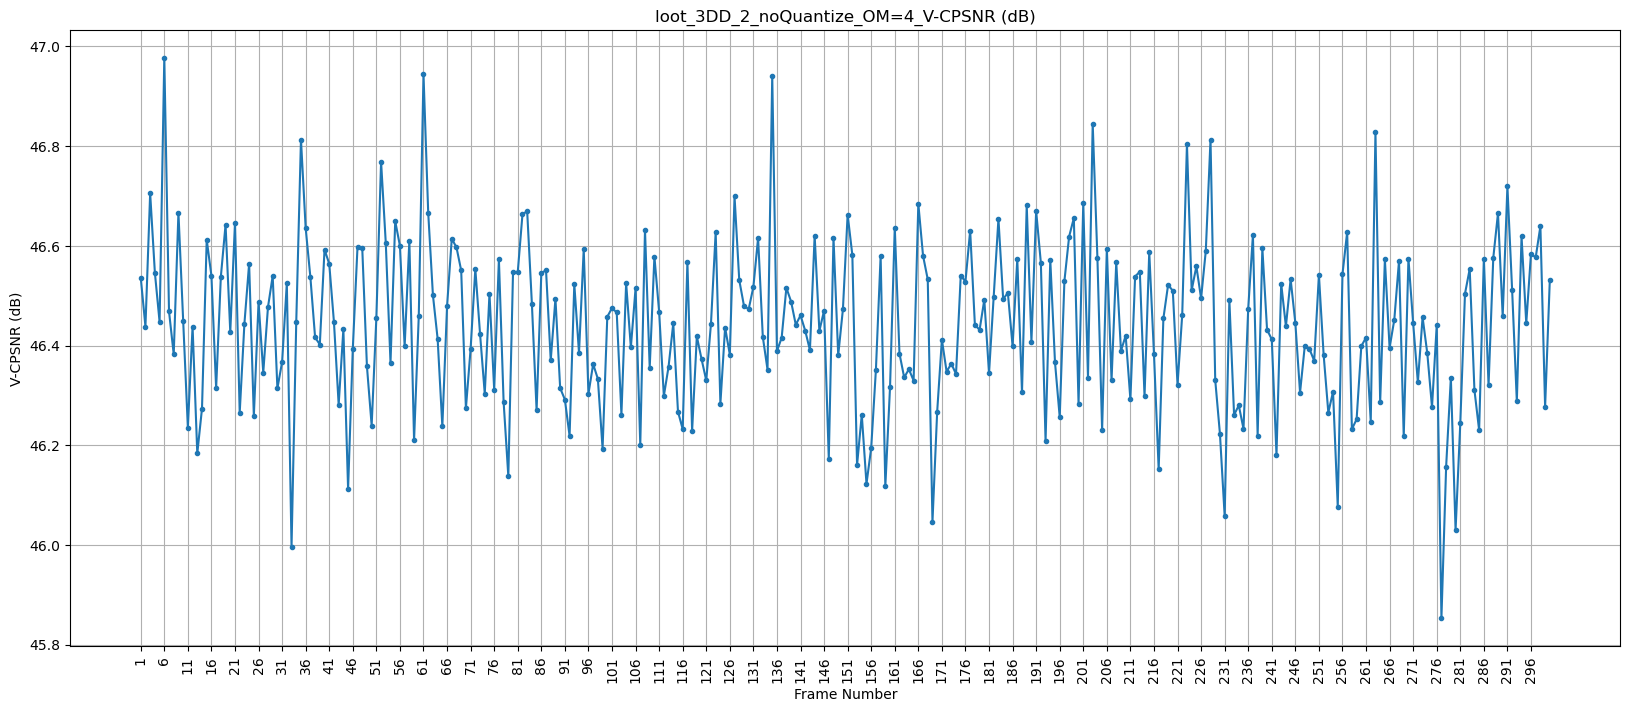 loot_3DD_2_noQuantize_OM=4_V-CPSNR (dB)
V-CPSNR (dB)
47.0
46.8
46.6
46.4
46.2
46.0
45.8
1 6 11 16 21 26 31 36 41 46 51 56 61 66 71 76 81 86 91 96 101 106 111 116 121 126 131 136 141 146 151 156 161 166 171 176 181 186 191 196 201 206 211 216 221 226 231 236 241 246 251 256 261 266 271 276 281 286 291 296
Frame Number